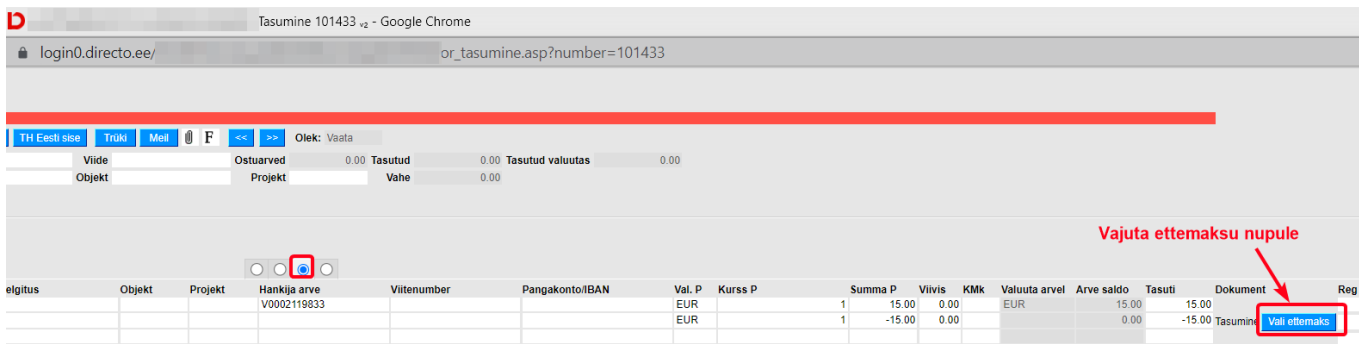 Tasumine 101433 v2 - Google Chrome
login0.directo.ee/ or_tasumine.asp?number=101433
TH Eesti sise Trüki Meil F << >> Olek: Vaata
Viide Ostuarved 0.00 Tasutud 0.00 Tasutud valuutas 0.00
Objekt Projekt Vahe 0.00
Vajuta ettemaksu nupule
elgitus Objekt Projekt Hankija arve Viitenumber Pangakonto/IBAN Val. P Kurss P Summa P Viivis KMk Valuuta arvel Arve saldo Tasuti Dokument Reg
V0002119833 EUR 1 15.00 0.00 EUR 15.00 15.00
EUR 1 -15.00 0.00 0.00 -15.00 Tasumine Vali ettemaks